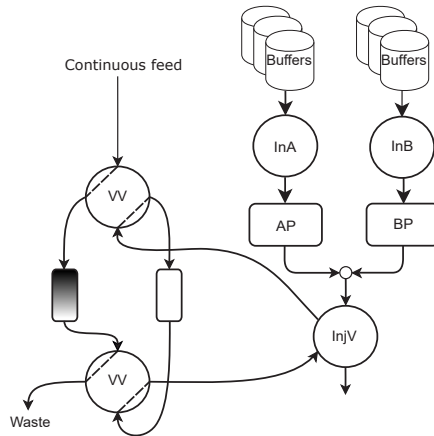 Buffers
Buffers
Continuous feed
InA
InB
VV
AP
BP
InjV
VV
Waste